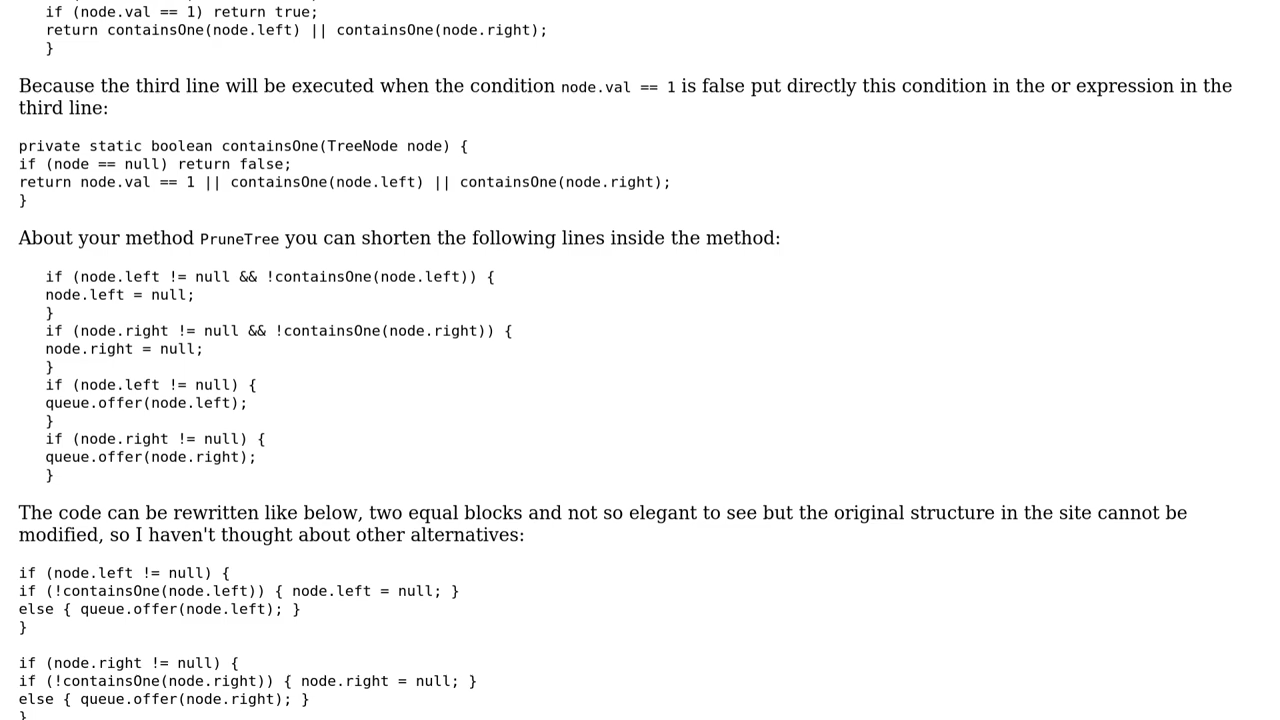 if (node.val == 1) return true;
return containsOne(node.left) || containsOne(node.right);
}
Because the third line will be executed when the condition node.val == 1 is false put directly this condition in the or expression in the
third line:
private static boolean containsOne(TreeNode node) {
if (node == null) return false;
return node.val == 1 || containsOne(node.left) || containsOne(node.right);
}
About your method PruneTree you can shorten the following lines inside the method:
if (node.left != null && !containsOne(node.left)) {
node.left = null;
}
if (node.right != null && !containsOne(node.right)) {
node.right = null;
}
if (node.left != null) {
queue.offer(node.left);
}
if (node.right != null) {
queue.offer(node.right);
}
The code can be rewritten like below, two equal blocks and not so elegant to see but the original structure in the site cannot be
modified, so I haven't thought about other alternatives:
if (node.left != null) {
if (!containsOne(node.left)) { node.left = null; }
else { queue.offer(node.left); }
}
if (node.right != null) {
if (!containsOne(node.right)) { node.right = null; }
else { queue.offer(node.right); }
}